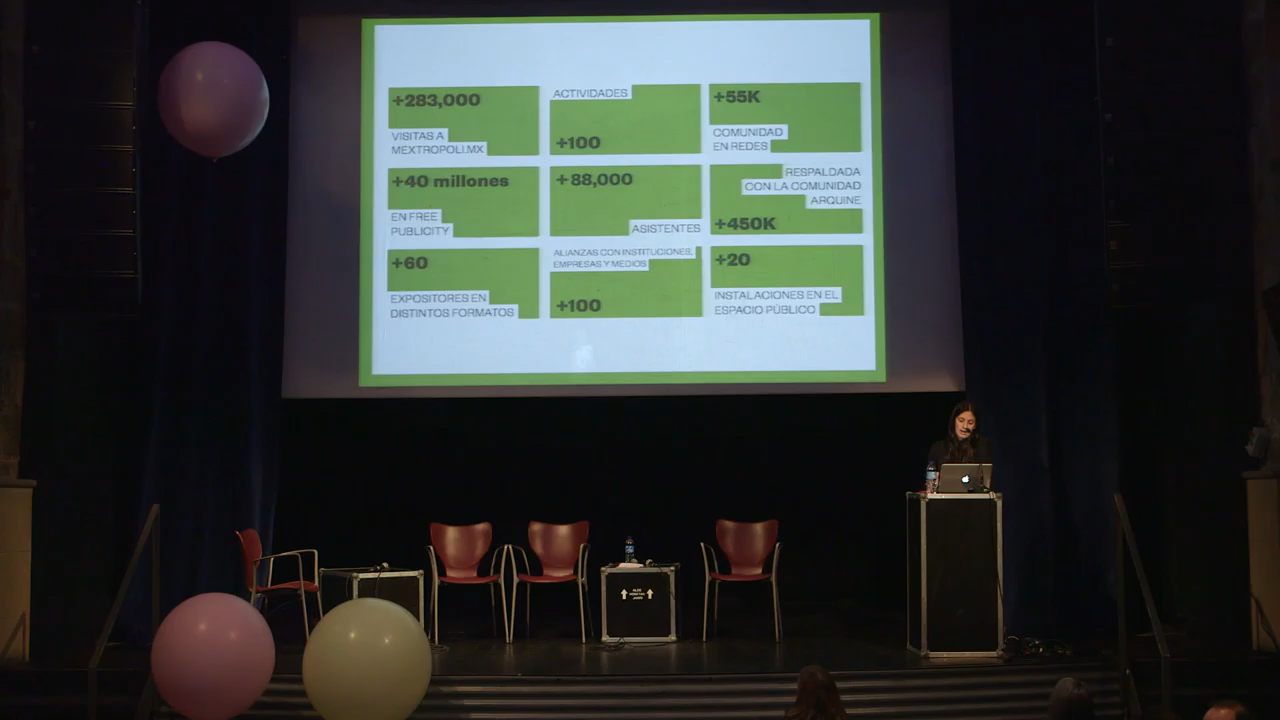 +283,000
VISITAS A
MEXTROPOLI.MX
ACTIVIDADES
+100
+55K
COMUNIDAD
EN REDES
+40 millones
EN FREE
PUBLICITY
+88,000
ASISTENTES
RESPALDADA
CON LA COMUNIDAD
ARQUINE
+450K
+60
EXPOSITORES EN
DISTINTOS FORMATOS
ALIANZAS CON INSTITUCIONES,
EMPRESAS Y MEDIOS
+100
+20
INSTALACIONES EN EL
ESPACIO PÚBLICO